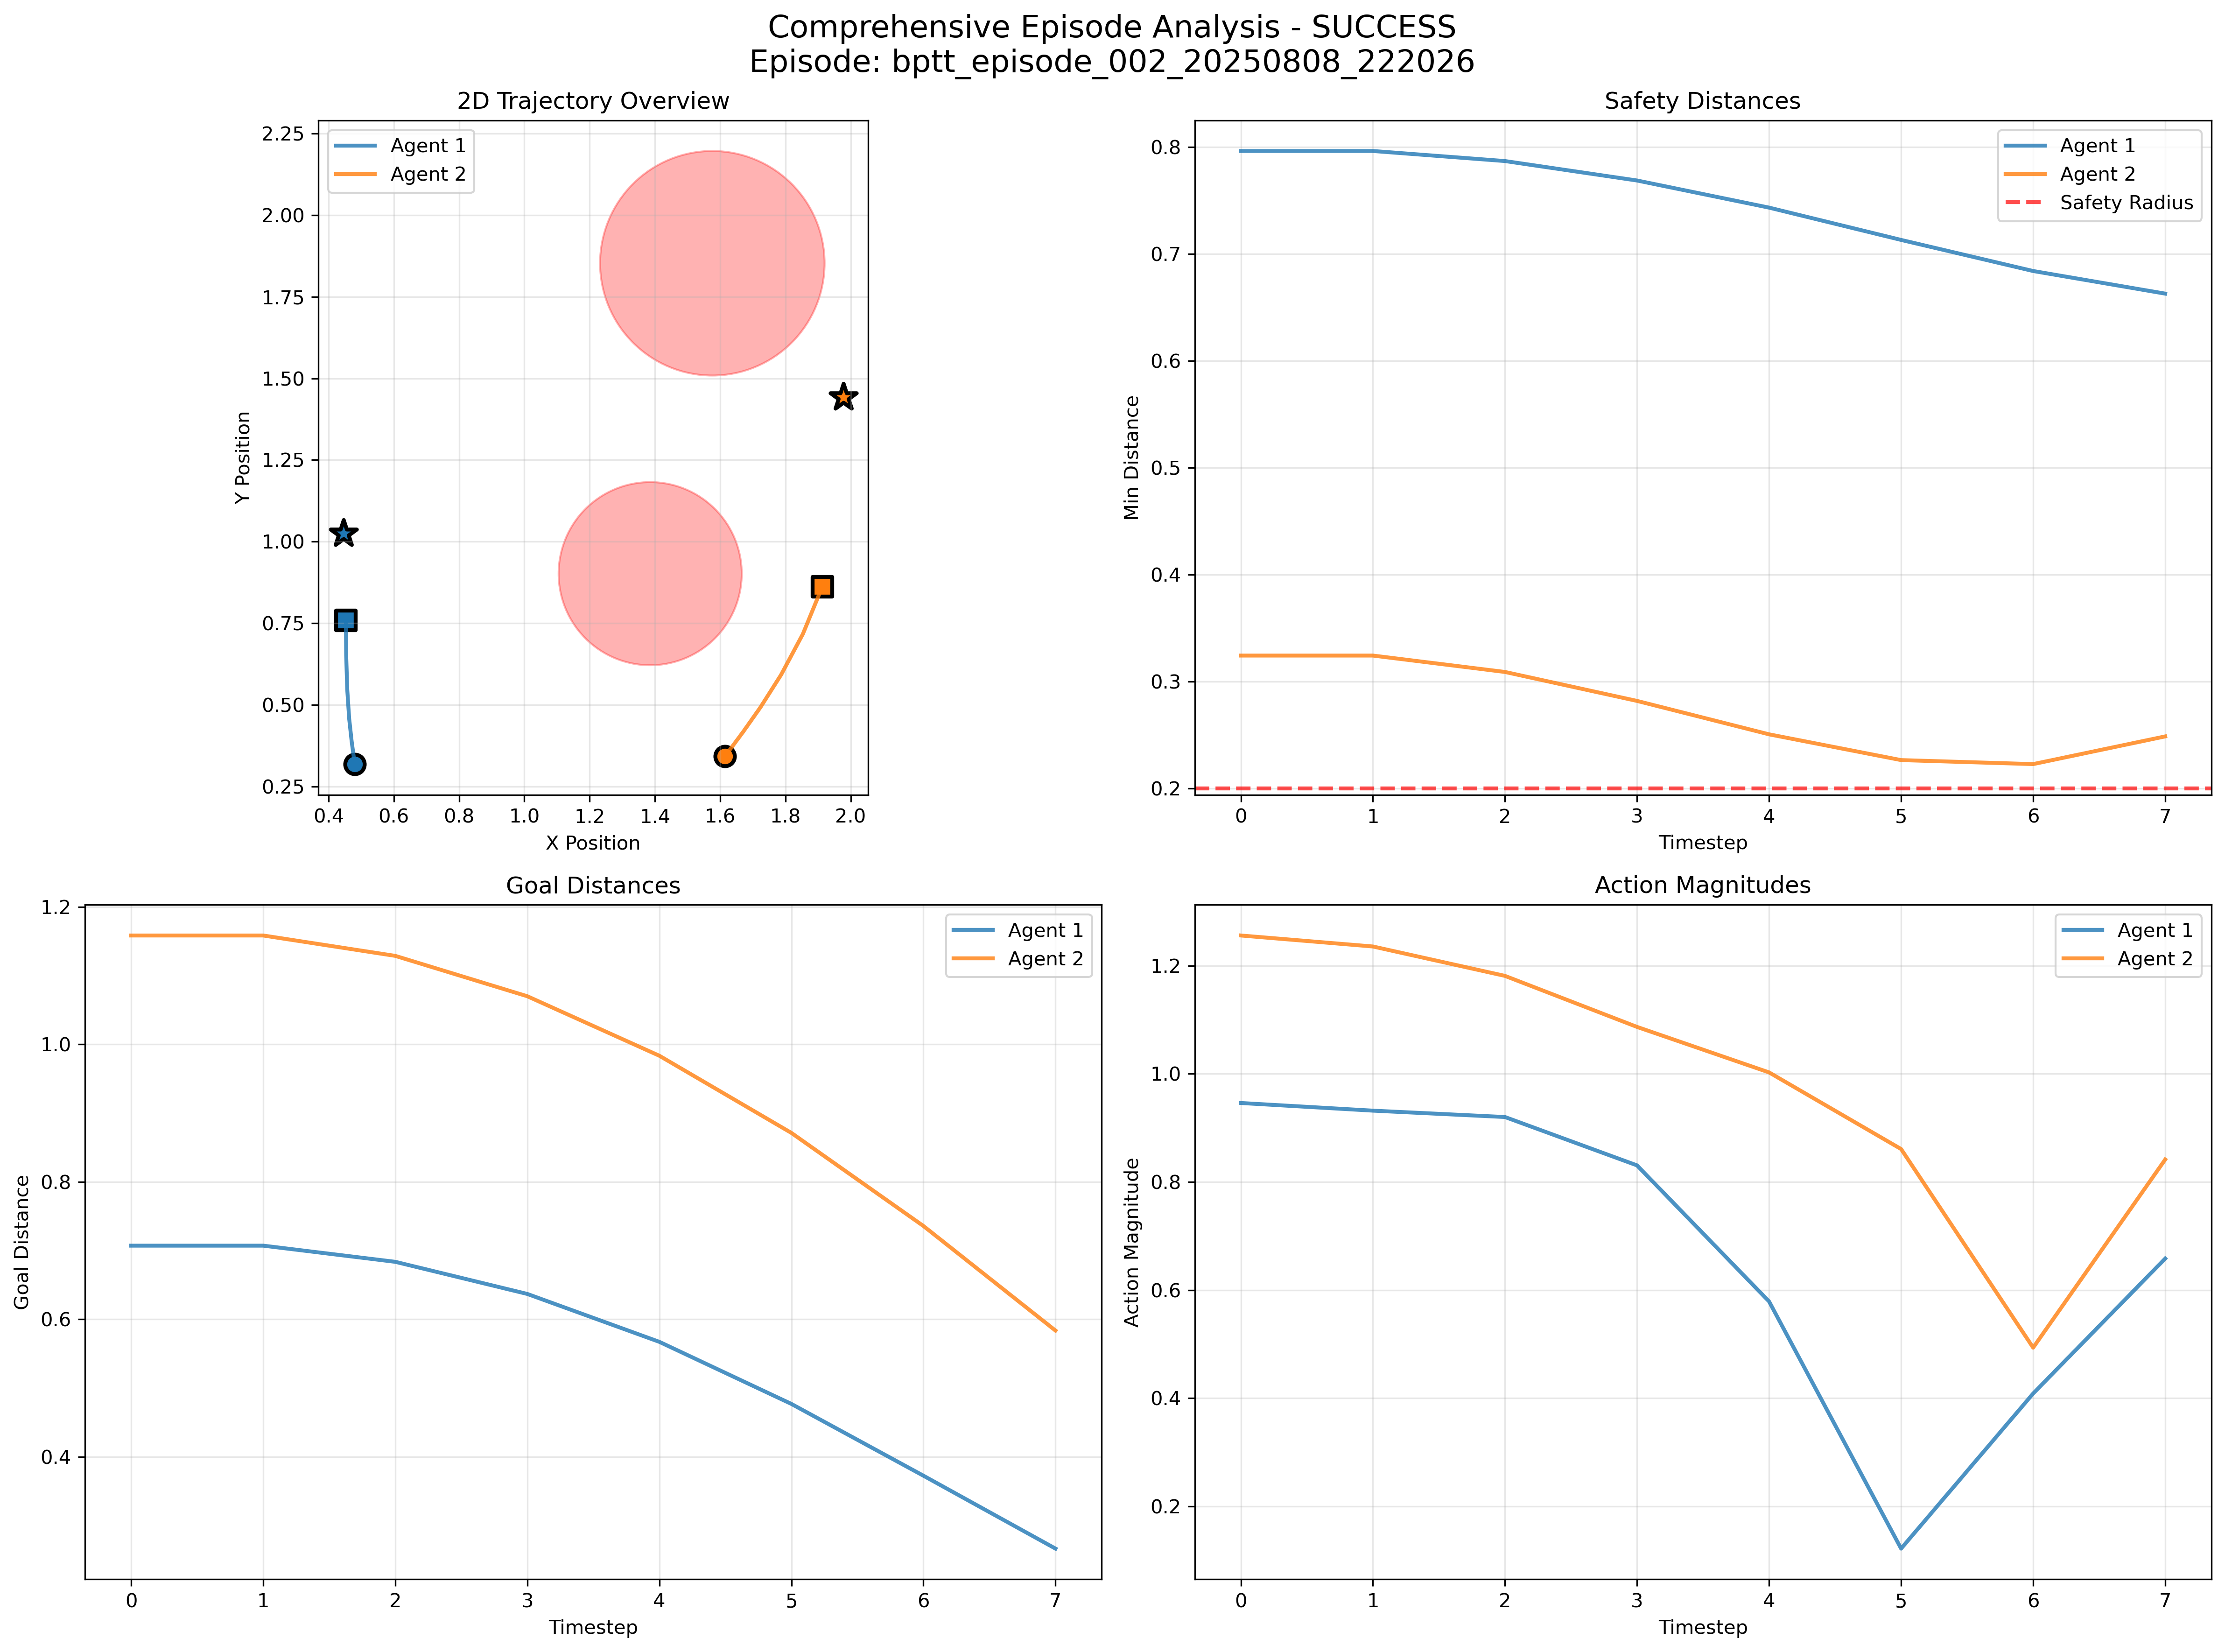 Comprehensive Episode Analysis - SUCCESS
Episode: bptt_episode_002_20250808_222026
2D Trajectory Overview
Agent 1
Agent 2
2.25
2.00
1.75
1.50
1.25
1.00
0.75
0.50
0.25
Y Position
0.4 0.6 0.8 1.0 1.2 1.4 1.6 1.8 2.0
X Position
Safety Distances
Agent 1
Agent 2
Safety Radius
0.8
0.7
0.6
0.5
0.4
0.3
0.2
Min Distance
0 1 2 3 4 5 6 7
Timestep
Goal Distances
Agent 1
Agent 2
1.2
1.0
0.8
0.6
0.4
Goal Distance
0 1 2 3 4 5 6 7
Timestep
Action Magnitudes
Agent 1
Agent 2
1.2
1.0
0.8
0.6
0.4
0.2
Action Magnitude
0 1 2 3 4 5 6 7
Timestep